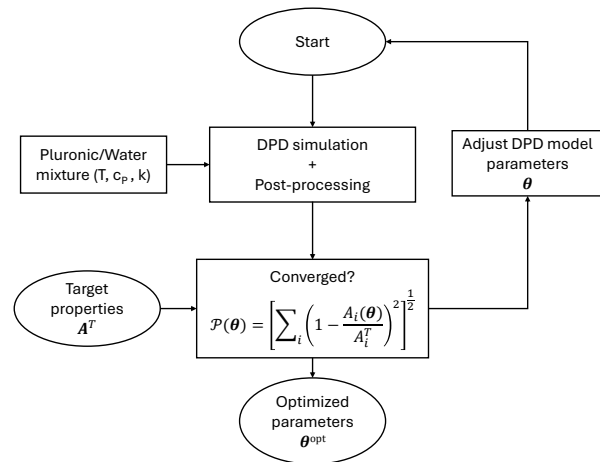 Start
Pluronic/Water
mixture (T, c_P , k)
DPD simulation
+
Post-processing
Adjust DPD model
parameters
θ
Target
properties
A^T
Converged?
𝒫(θ) = [∑_i (1 − A_i(θ)/A_i^T)^2]^{1/2}
Optimized
parameters
θ^opt